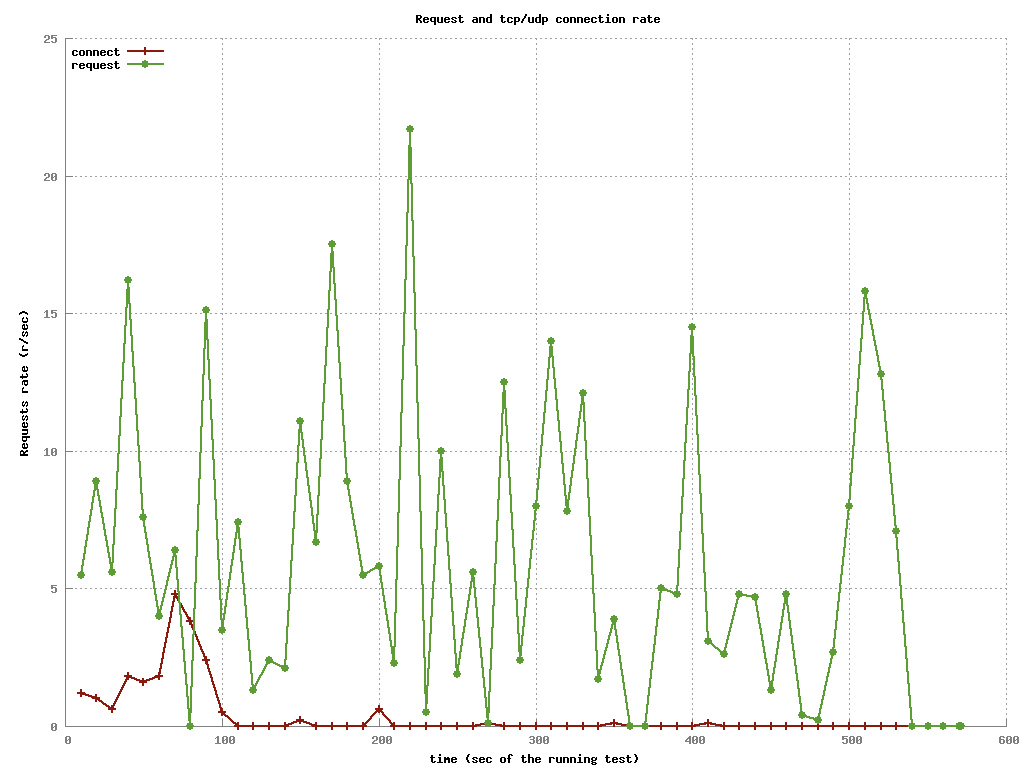 Request and tcp/udp connection rate
25
connect
request
20
15
Requests rate (r/sec)
10
5
0
0 100 200 300 400 500 600
time (sec of the running test)